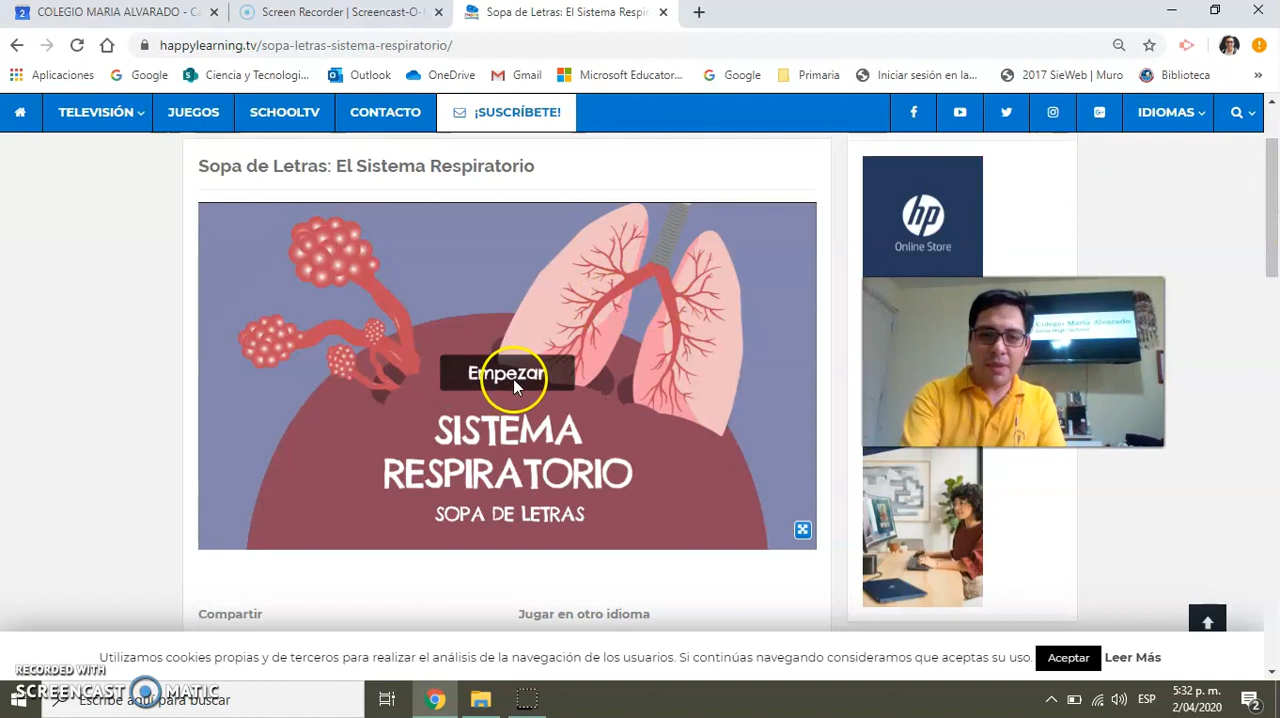 COLEGIO MARIA ALVARADO - C
Screen Recorder | Screencast-O-
Sopa de Letras: El Sistema Respir
happylearning.tv/sopa-letras-sistema-respiratorio/
Aplicaciones
Google
Ciencia y Tecnologi...
Outlook
OneDrive
Gmail
Microsoft Educator...
Google
Primaria
Iniciar sesión en la...
2017 SieWeb | Muro
Biblioteca
»
TELEVISIÓN
JUEGOS
SCHOOLTV
CONTACTO
¡SUSCRÍBETE!
IDIOMAS
Sopa de Letras: El Sistema Respiratorio
hp
Online Store
Colegio María Alvarado
Lima High School
Empezar
SISTEMA
RESPIRATORIO
SOPA DE LETRAS
Compartir
Jugar en otro idioma
Utilizamos cookies propias y de terceros para realizar el análisis de la navegación de los usuarios. Si continúas navegando consideramos que aceptas su uso.
Aceptar
Leer Más
RECORDED WITH
SCREENCAST MATIC
Escribe aquí para buscar
ESP
5:32 p. m.
2/04/2020
2